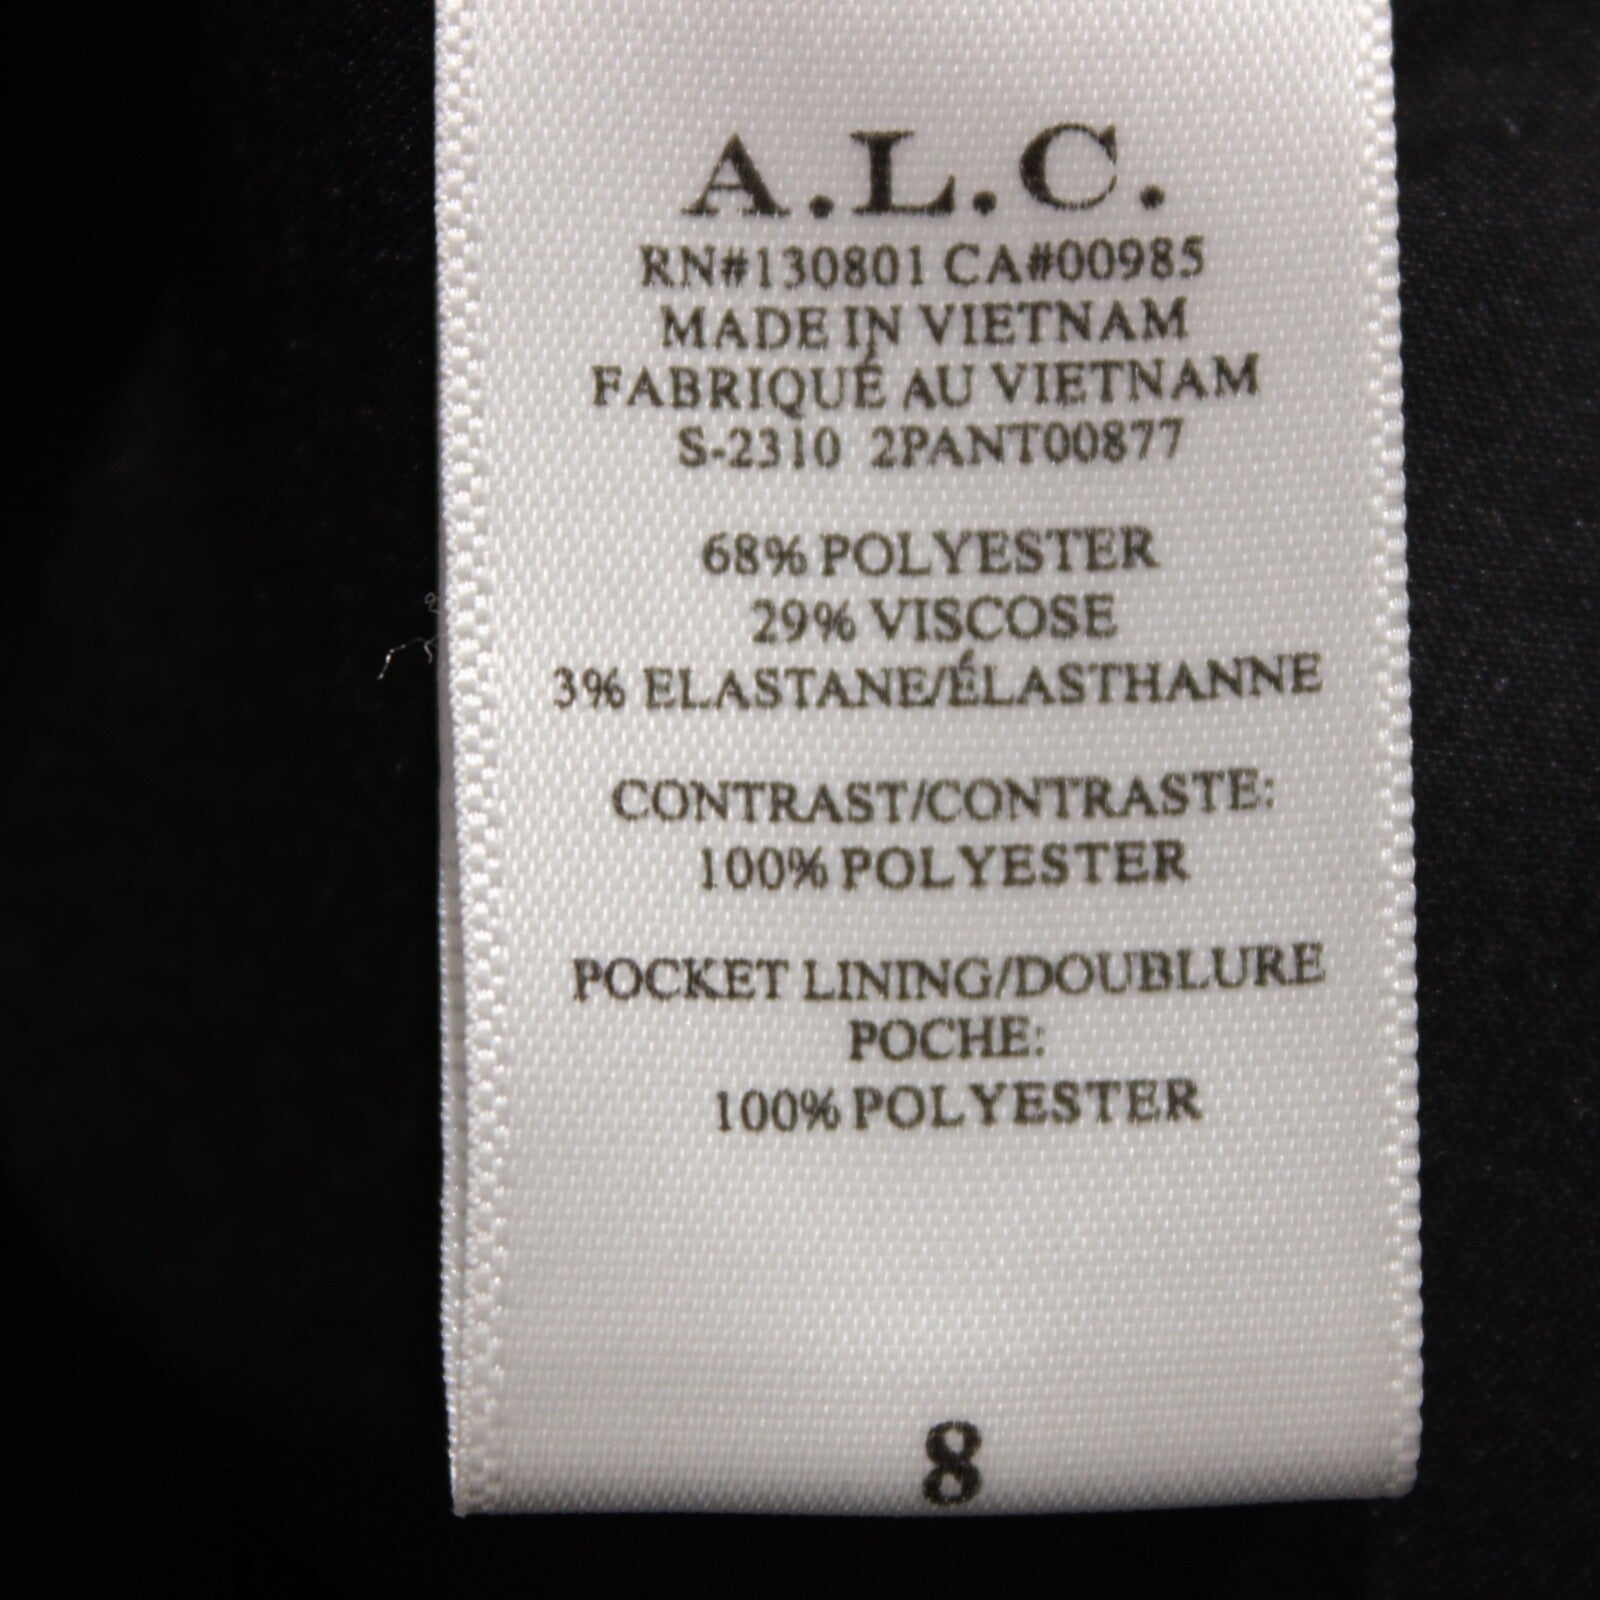 A.L.C.
RN#130801 CA#00985
MADE IN VIETNAM
FABRIQUÉ AU VIETNAM
S-2310 2PANT00877
68% POLYESTER
29% VISCOSE
3% ELASTANE/ÉLASTHANNE
CONTRAST/CONTRASTE:
100% POLYESTER
POCKET LINING/DOUBLURE
POCHE:
100% POLYESTER
8